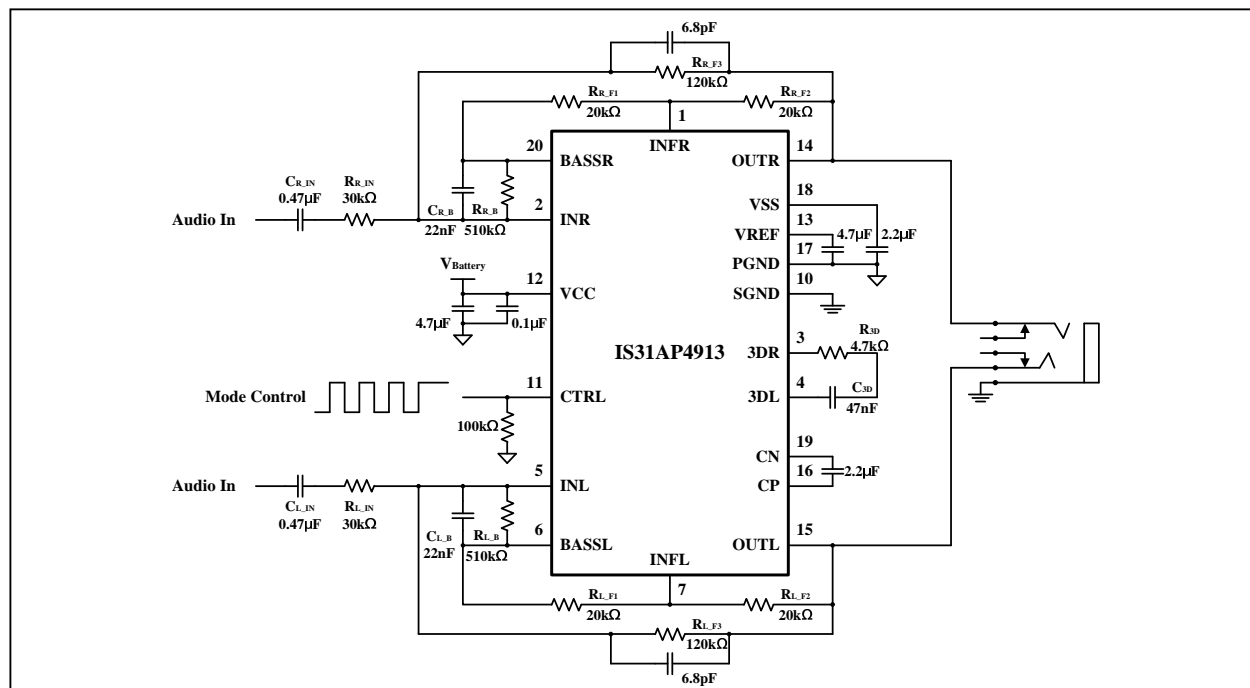 6.8pF
RR_F3
120kΩ
RR_F1
20kΩ
RR_F2
20kΩ
1
INFR
20
BASSR
14
OUTR
CR_IN
0.47µF
RR_IN
30kΩ
Audio In
CR_B
22nF
RR_B
510kΩ
2
INR
18
VSS
13
VREF
4.7µF
2.2µF
17
PGND
10
SGND
VBattery
12
VCC
4.7µF
0.1µF
IS31AP4913
3
3DR
R3D
4.7kΩ
4
3DL
C3D
47nF
Mode Control
11
CTRL
100kΩ
19
CN
16
CP
2.2µF
Audio In
CL_IN
0.47µF
RL_IN
30kΩ
5
INL
CL_B
22nF
RL_B
510kΩ
6
BASSL
15
OUTL
INFL
7
RL_F1
20kΩ
RL_F2
20kΩ
RL_F3
120kΩ
6.8pF